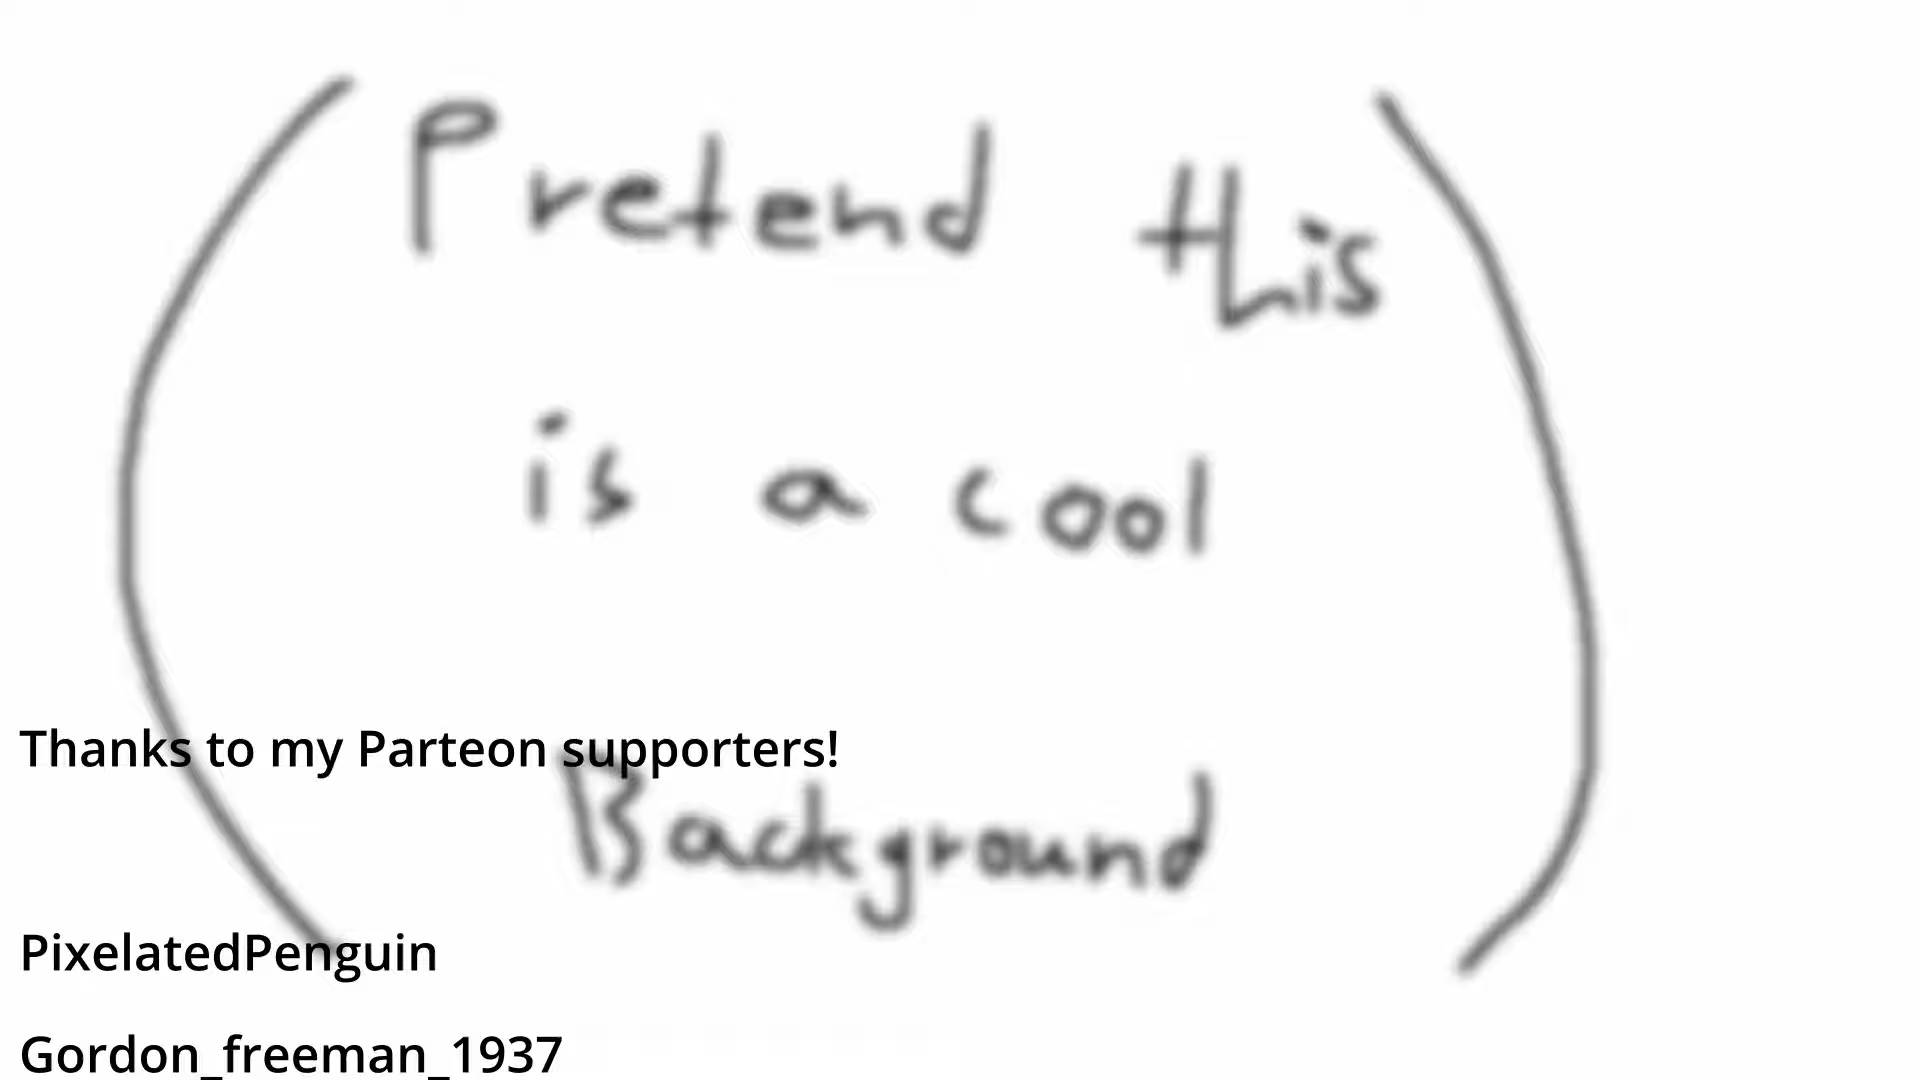 (Pretend this
is a cool
Background)
Thanks to my Parteon supporters!
PixelatedPenguin
Gordon_freeman_1937